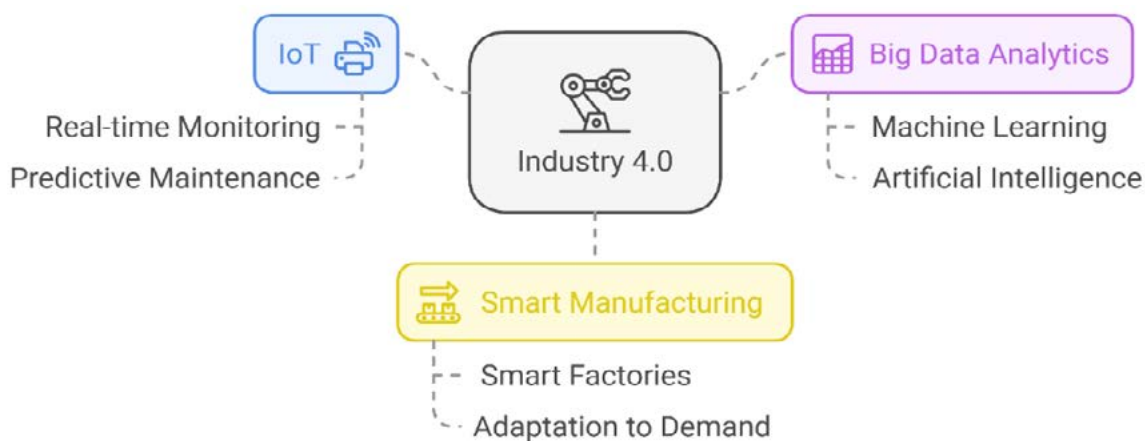 IoT
Real-time Monitoring
Predictive Maintenance
Industry 4.0
Big Data Analytics
Machine Learning
Artificial Intelligence
Smart Manufacturing
Smart Factories
Adaptation to Demand